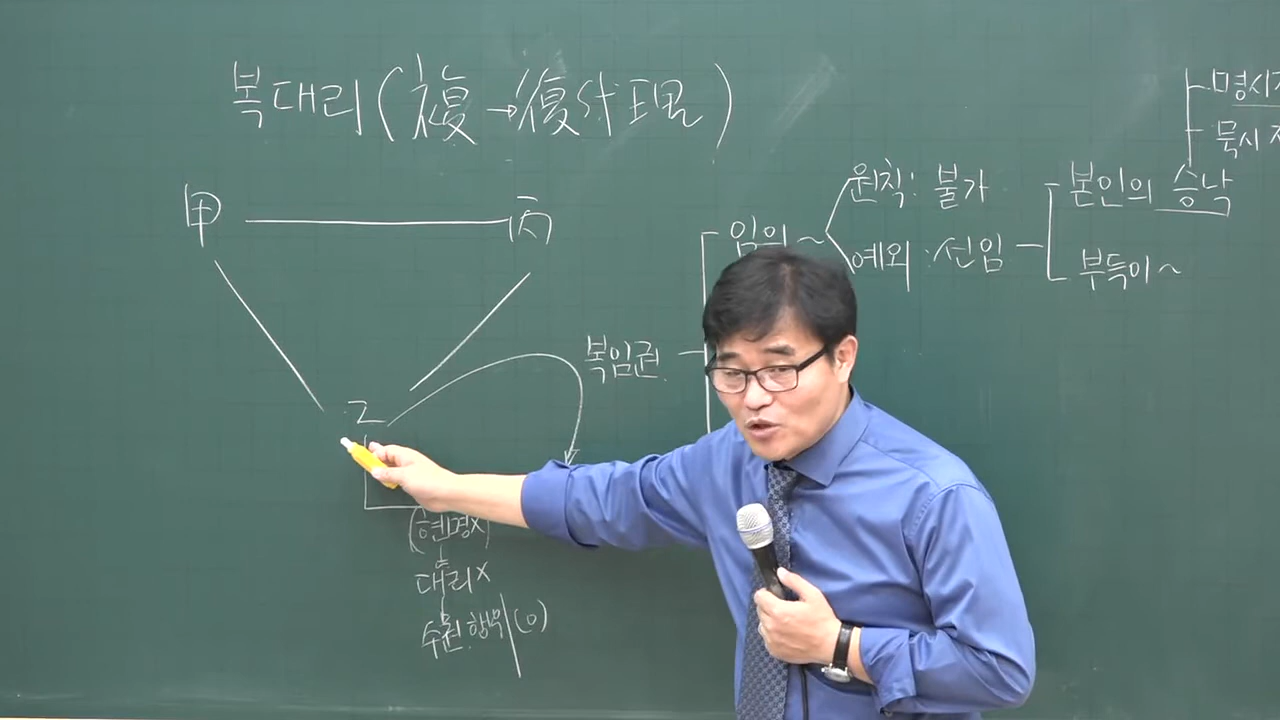 복대리(複→復代理)
甲 丙
乙
(현명x)
대리x
수권행위(0)
복임권
임의~
원칙: 불가
예외: 선임
본인의 승낙
부득이~
명시
묵시